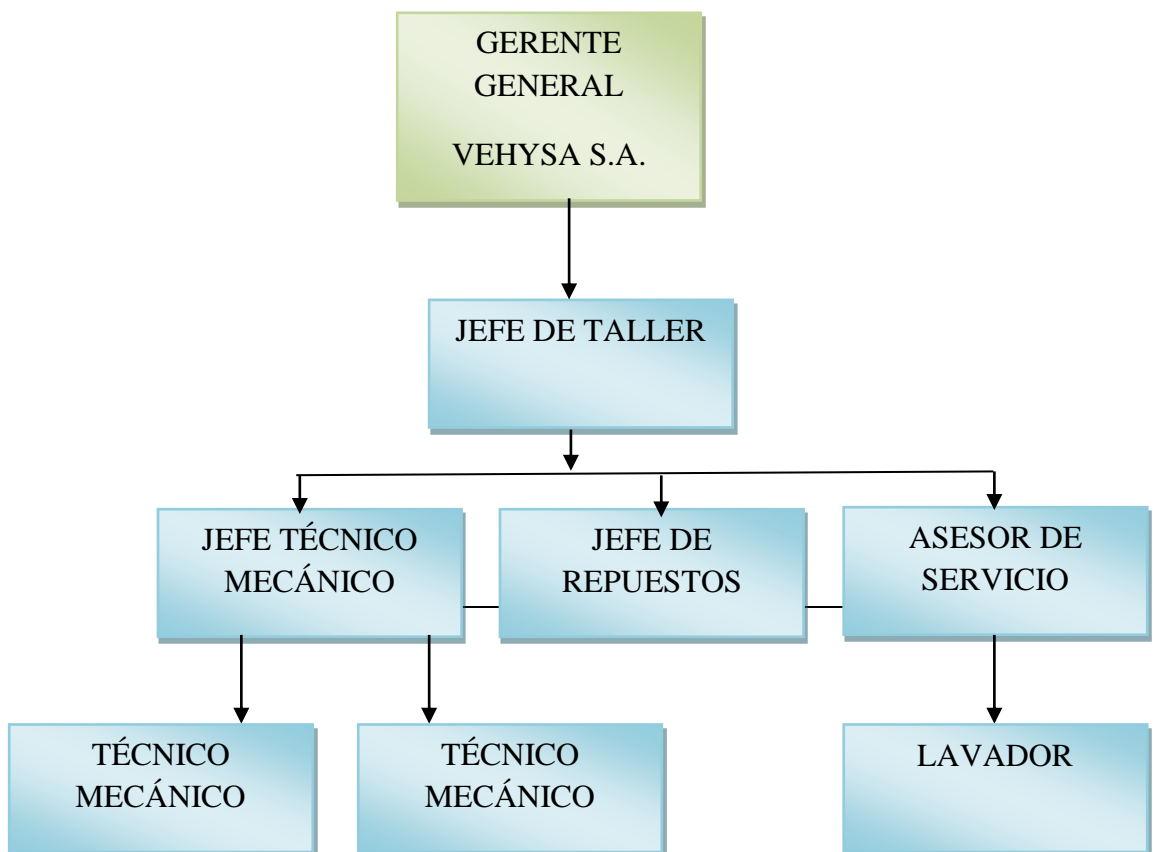 GERENTE
GENERAL
VEHYSA S.A.
JEFE DE TALLER
JEFE TÉCNICO
MECÁNICO
JEFE DE
REPUESTOS
ASESOR DE
SERVICIO
TÉCNICO
MECÁNICO
TÉCNICO
MECÁNICO
LAVADOR